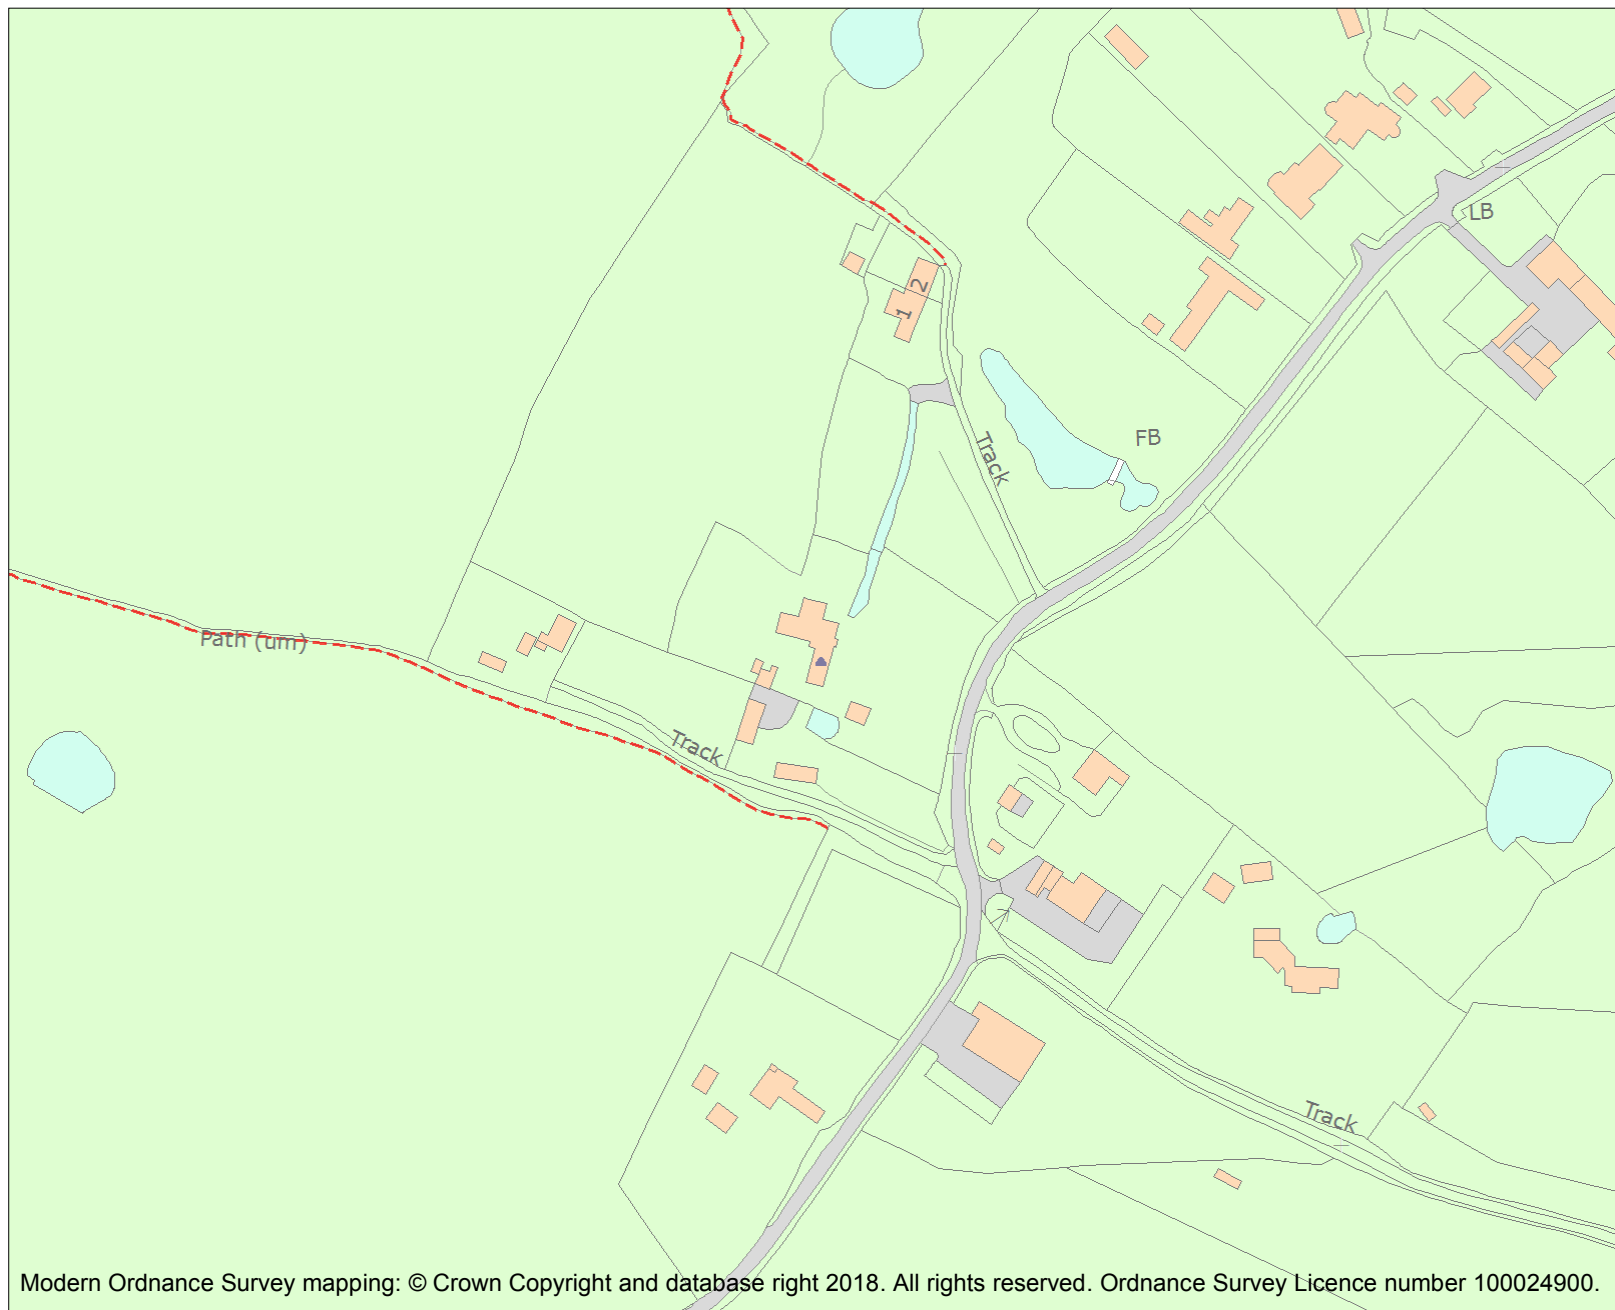 LB
2
1
FB
Track
Path (um)
Track
Track
Modern Ordnance Survey mapping: © Crown Copyright and database right 2018. All rights reserved. Ordnance Survey Licence number 100024900.